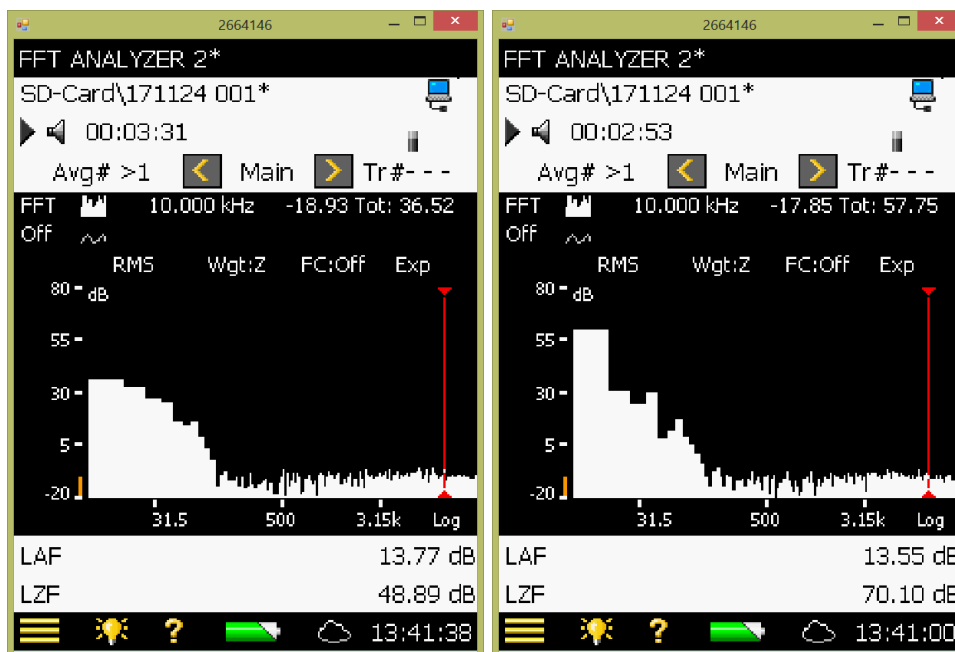 2664146
FFT ANALYZER 2*
SD-Card\171124 001*
00:03:31
Avg# >1 < Main > Tr#- - -
FFT 10.000 kHz -18.93 Tot: 36.52
Off
RMS Wgt:Z FC:Off Exp
80 dB
55
30
5
-20
31.5 500 3.15k Log
LAF 13.77 dB
LZF 48.89 dB
? 13:41:38
2664146
FFT ANALYZER 2*
SD-Card\171124 001*
00:02:53
Avg# >1 < Main > Tr#- - -
FFT 10.000 kHz -17.85 Tot: 57.75
Off
RMS Wgt:Z FC:Off Exp
80 dB
55
30
5
-20
31.5 500 3.15k Log
LAF 13.55 dB
LZF 70.10 dB
? 13:41:00